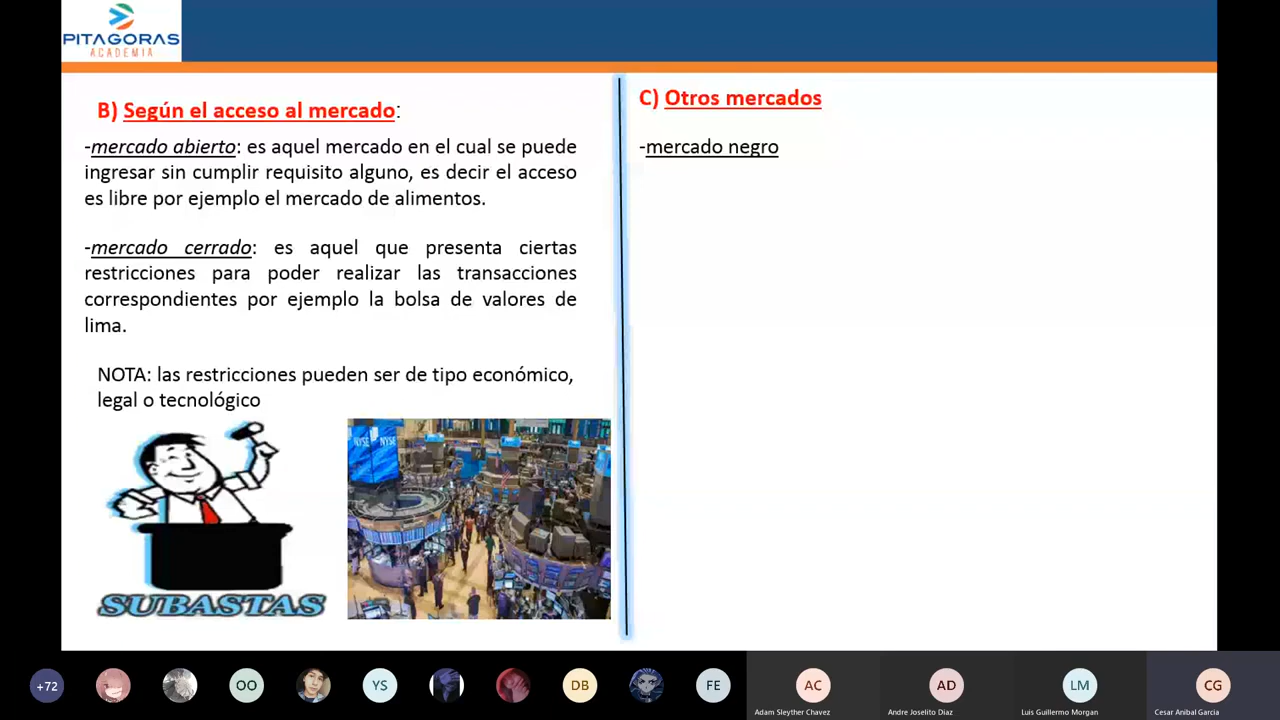 PITAGORAS
ACADEMIA
B) Según el acceso al mercado:
-mercado abierto: es aquel mercado en el cual se puede
ingresar sin cumplir requisito alguno, es decir el acceso
es libre por ejemplo el mercado de alimentos.
-mercado cerrado: es aquel que presenta ciertas
restricciones para poder realizar las transacciones
correspondientes por ejemplo la bolsa de valores de
lima.
NOTA: las restricciones pueden ser de tipo económico,
legal o tecnológico
SUBASTAS
NYSE NYSE
C) Otros mercados
-mercado negro
+72
OO
YS
DB
FE
AC
AD
LM
CG
Adam Sleyther Chavez
Andre Joselito Diaz
Luis Guillermo Morgan
Cesar Anibal Garcia